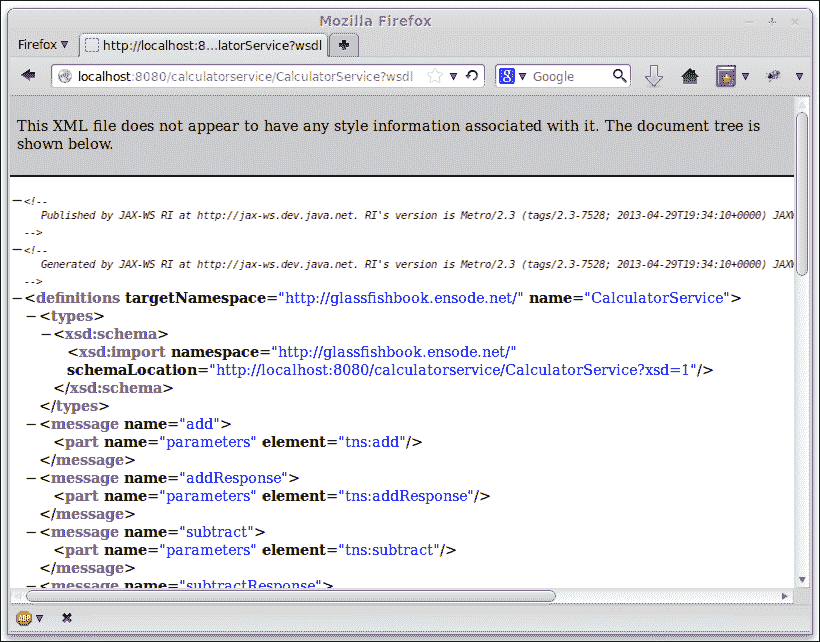 Mozilla Firefox
Firefox
http://localhost:8...latorService?wsdl
localhost:8080/calculatorservice/CalculatorService?wsdl
8 Google
This XML file does not appear to have any style information associated with it. The document tree is
shown below.
−<!--
Published by JAX-WS RI at http://jax-ws.dev.java.net. RI's version is Metro/2.3 (tags/2.3-7528; 2013-04-29T19:34:10+0000) JAXW
-->
−<!--
Generated by JAX-WS RI at http://jax-ws.dev.java.net. RI's version is Metro/2.3 (tags/2.3-7528; 2013-04-29T19:34:10+0000) JAXW
-->
−<definitions targetNamespace="http://glassfishbook.ensode.net/" name="CalculatorService">
−<types>
−<xsd:schema>
<xsd:import namespace="http://glassfishbook.ensode.net/"
schemaLocation="http://localhost:8080/calculatorservice/CalculatorService?xsd=1"/>
</xsd:schema>
</types>
−<message name="add">
<part name="parameters" element="tns:add"/>
</message>
−<message name="addResponse">
<part name="parameters" element="tns:addResponse"/>
</message>
−<message name="subtract">
<part name="parameters" element="tns:subtract"/>
</message>
−<message name="subtractResponse">
ABP